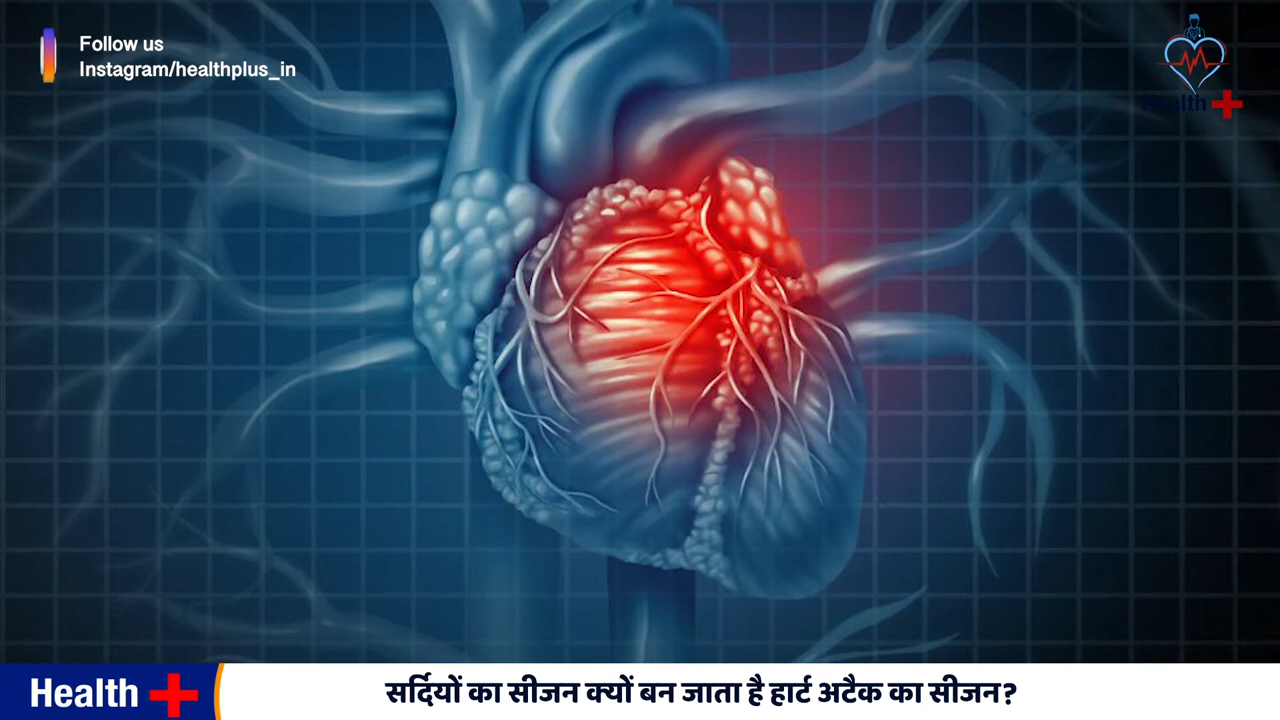 Follow us
Instagram/healthplus_in
Health
Health
सर्दियों का सीजन क्यों बन जाता है हार्ट अटैक का सीजन?